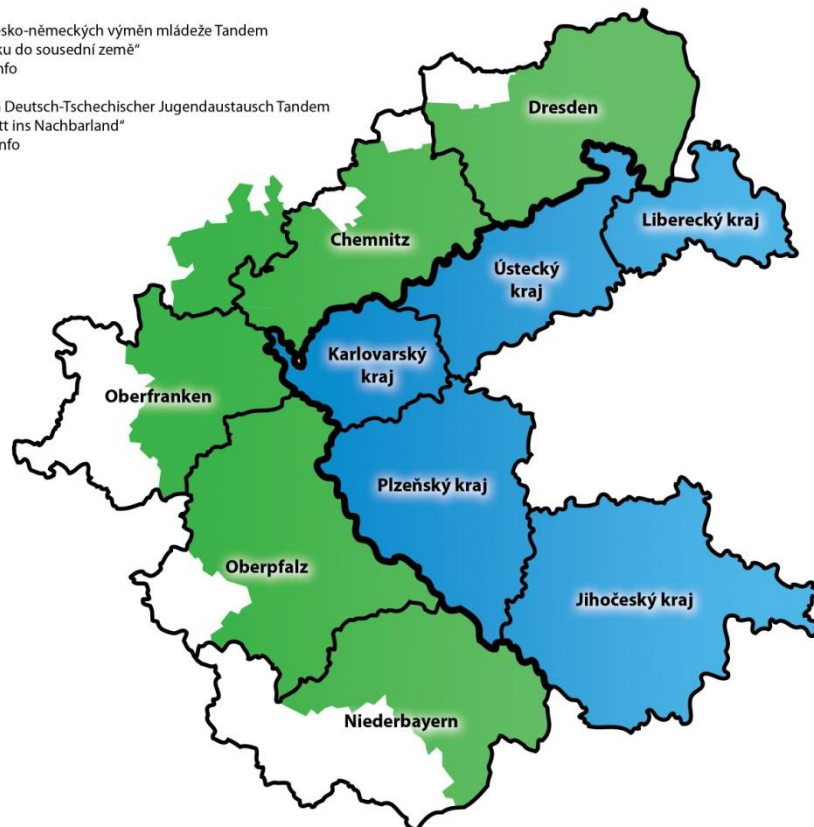 sko-německých výměn mládeže Tandem
ku do sousední země“
nfo
Deutsch-Tschechischer Jugendaustausch Tandem
tt ins Nachbarland“
nfo
Dresden
Liberecký kraj
Chemnitz
Ústecký
kraj
Karlovarský
kraj
Oberfranken
Plzeňský kraj
Oberpfalz
Jihočeský kraj
Niederbayern